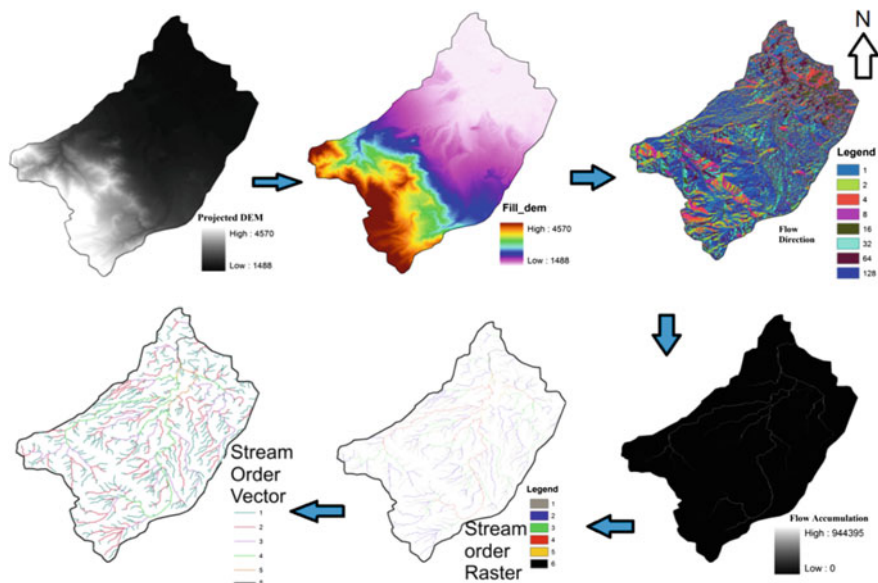 N
Projected DEM
High : 4570
Low : 1488
Fill_dem
High : 4570
Low : 1488
Legend
1
2
4
8
16
32
64
128
Flow
Direction
Stream
Order
Vector
1
2
3
4
5
Legend
1
2
3
4
5
6
Stream
order
Raster
Flow Accumulation
High : 944395
Low : 0